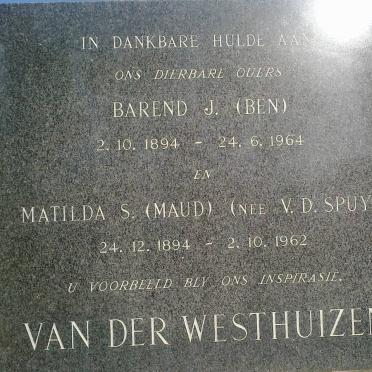 IN DANKBARE HULDE AAN
ONS DIERBARE OUERS
BAREND J. (BEN)
2. 10. 1894 - 24. 6. 1964
EN
MATILDA S. (MAUD) (NEE V. D. SPUY
24. 12. 1894 - 2. 10. 1962
U VOORBEELD BLY ONS INSPIRASIE.
VAN DER WESTHUIZEN